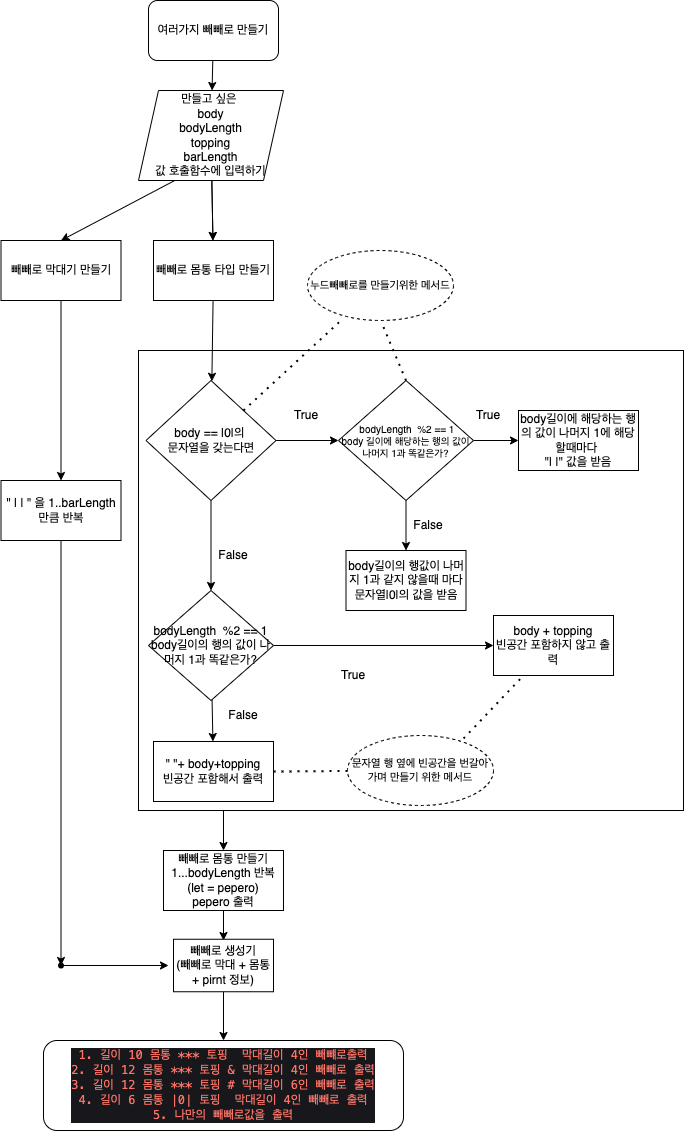 여러가지 빼빼로 만들기
만들고 싶은
body
bodyLength
topping
barLength
값 호출함수에 입력하기
빼빼로 막대기 만들기
빼빼로 몸통 타입 만들기
누드빼빼로를 만들기위한 메서드
body == |0|의
문자열을 갖는다면
True
bodyLength %2 == 1
body 길이에 해당하는 행의 값이
나머지 1과 똑같은가?
True
body길이에 해당하는 행
의 값이 나머지 1에 해당
할때마다
"| |" 값을 받음
" | | " 을 1..barLength
만큼 반복
False
body길이의 행값이 나머
지 1과 같지 않을때 마다
문자열|0|의 값을 받음
False
bodyLength %2 == 1
body길이의 행의 값이 나
머지 1과 똑같은가?
True
body + topping
빈공간 포함하지 않고 출
력
False
" "+ body+topping
빈공간 포함해서 출력
문자열 행 옆에 빈공간을 번갈아
가며 만들기 위한 메서드
빼빼로 몸통 만들기
1...bodyLength 반복
(let = pepero)
pepero 출력
빼빼로 생성기
(빼빼로 막대 + 몸통
+ pirnt 정보)
1. 길이 10 몸통 *** 토핑 막대길이 4인 빼빼로출력
2. 길이 12 몸통 *** 토핑 & 막대길이 4인 빼빼로 출력
3. 길이 12 몸통 *** 토핑 # 막대길이 6인 빼빼로 출력
4. 길이 6 몸통 |0| 토핑 막대길이 4인 빼빼로 출력
5. 나만의 빼빼로값을 출력